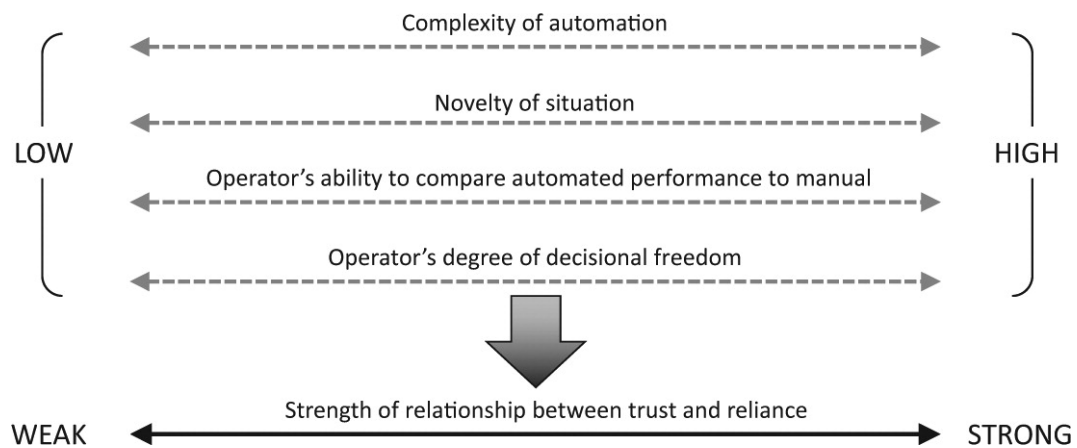 Complexity of automation
Novelty of situation
LOW
HIGH
Operator’s ability to compare automated performance to manual
Operator’s degree of decisional freedom
Strength of relationship between trust and reliance
WEAK
STRONG